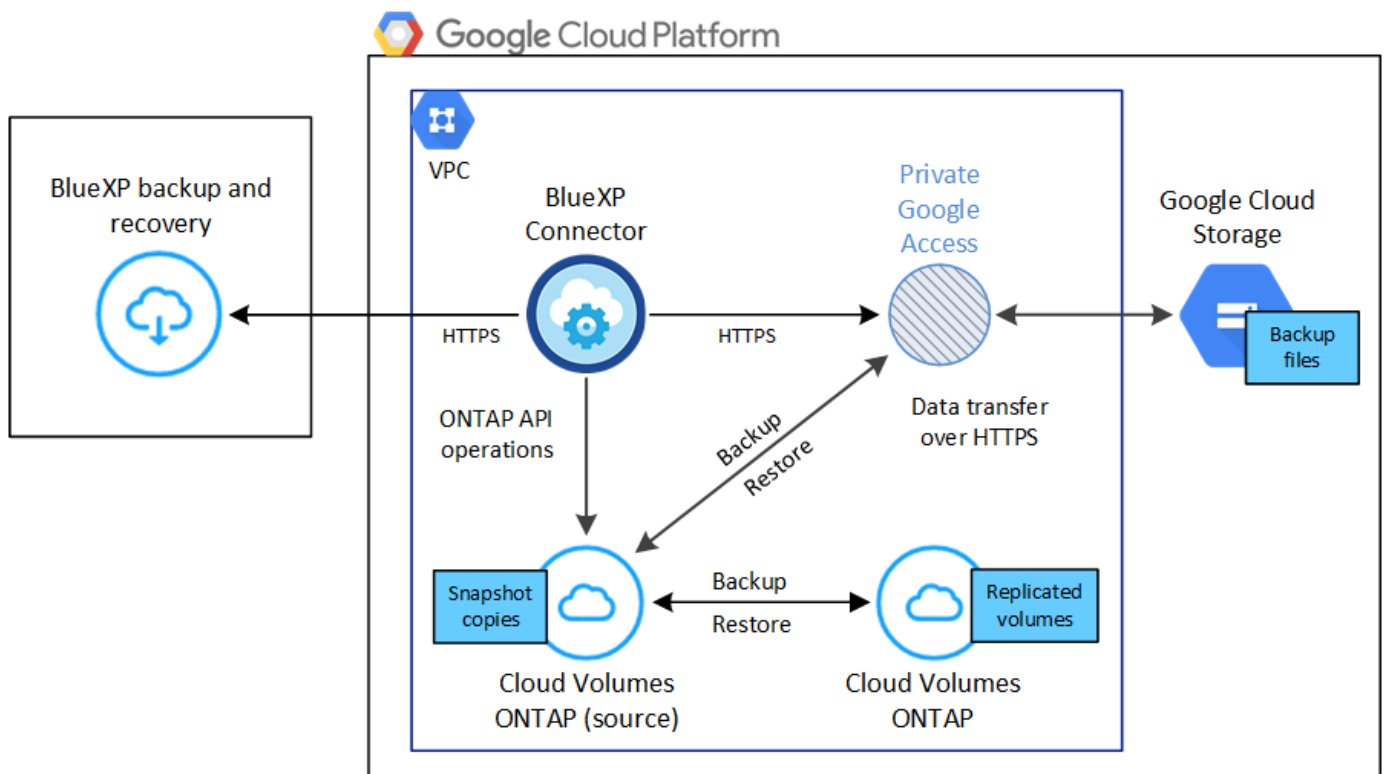 Google Cloud Platform
VPC
BlueXP backup and
recovery
BlueXP
Connector
Private
Google
Access
Google Cloud
Storage
HTTPS
HTTPS
Backup
files
ONTAP API
operations
Backup
Restore
Data transfer
over HTTPS
Snapshot
copies
Backup
Restore
Replicated
volumes
Cloud Volumes
ONTAP (source)
Cloud Volumes
ONTAP